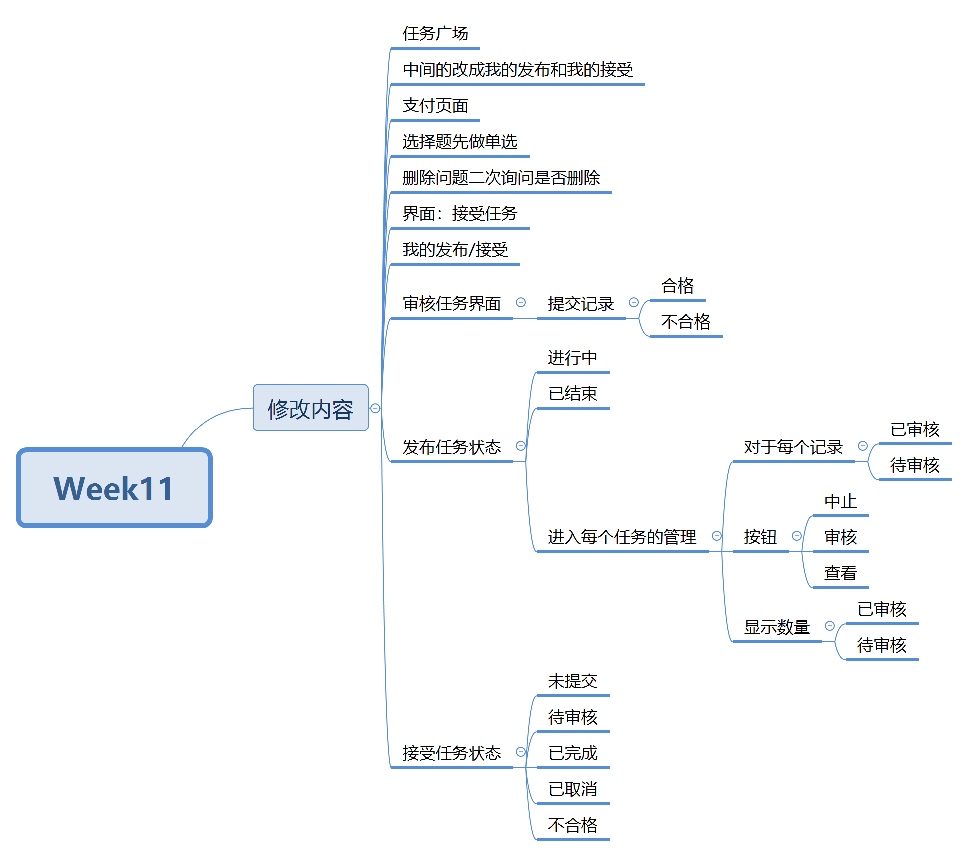 Week11
修改内容
任务广场
中间的改成我的发布和我的接受
支付页面
选择题先做单选
删除问题二次询问是否删除
界面：接受任务
我的发布/接受
审核任务界面
提交记录
合格
不合格
发布任务状态
进行中
已结束
进入每个任务的管理
对于每个记录
已审核
待审核
按钮
中止
审核
查看
显示数量
已审核
待审核
接受任务状态
未提交
待审核
已完成
已取消
不合格